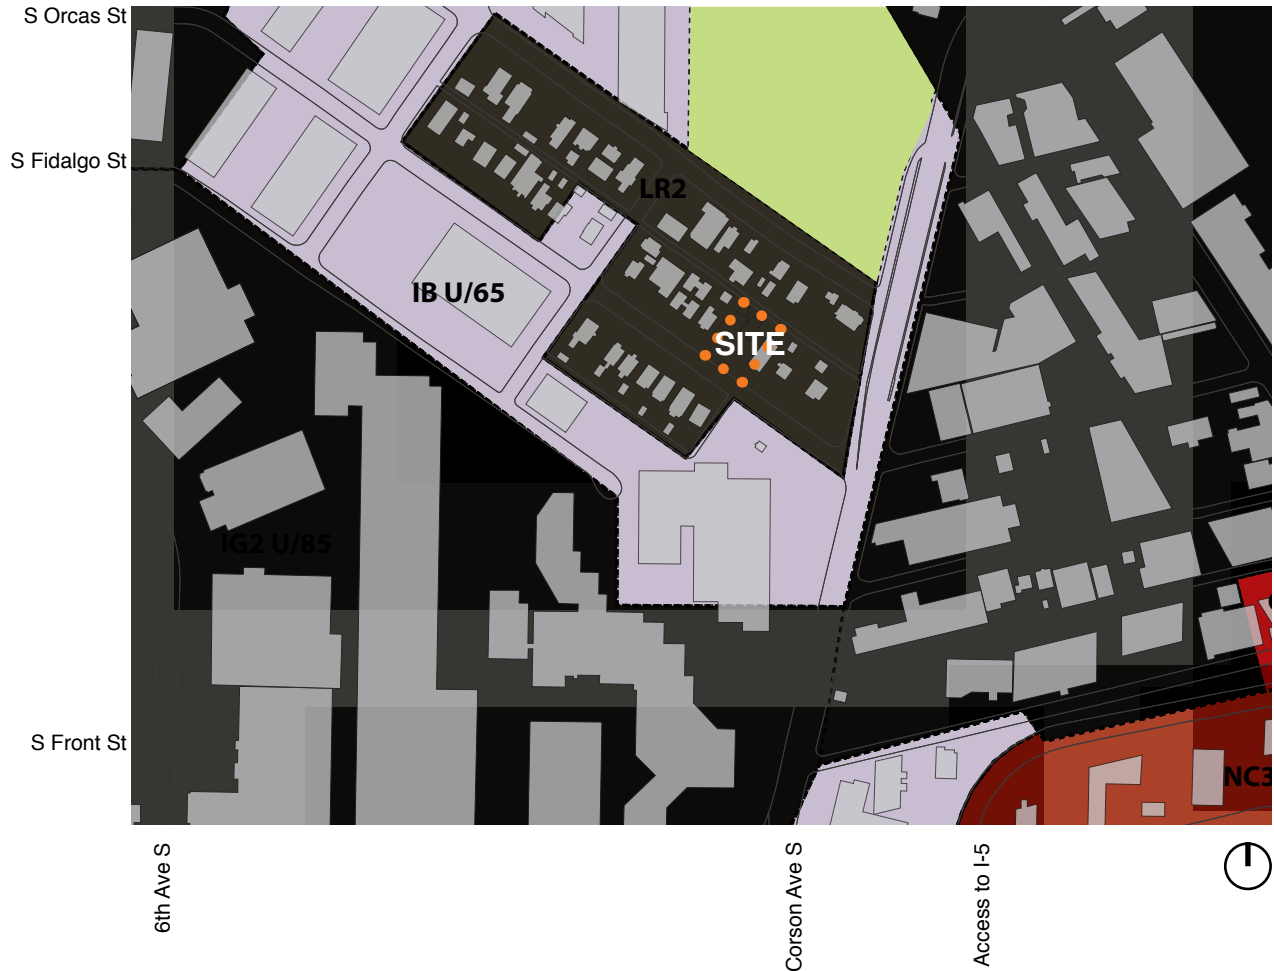 S Orcas St
S Fidalgo St
LR2
IB U/65
SITE
IG2 U/85
S Front St
NC3
6th Ave S
Corson Ave S
Access to I-5